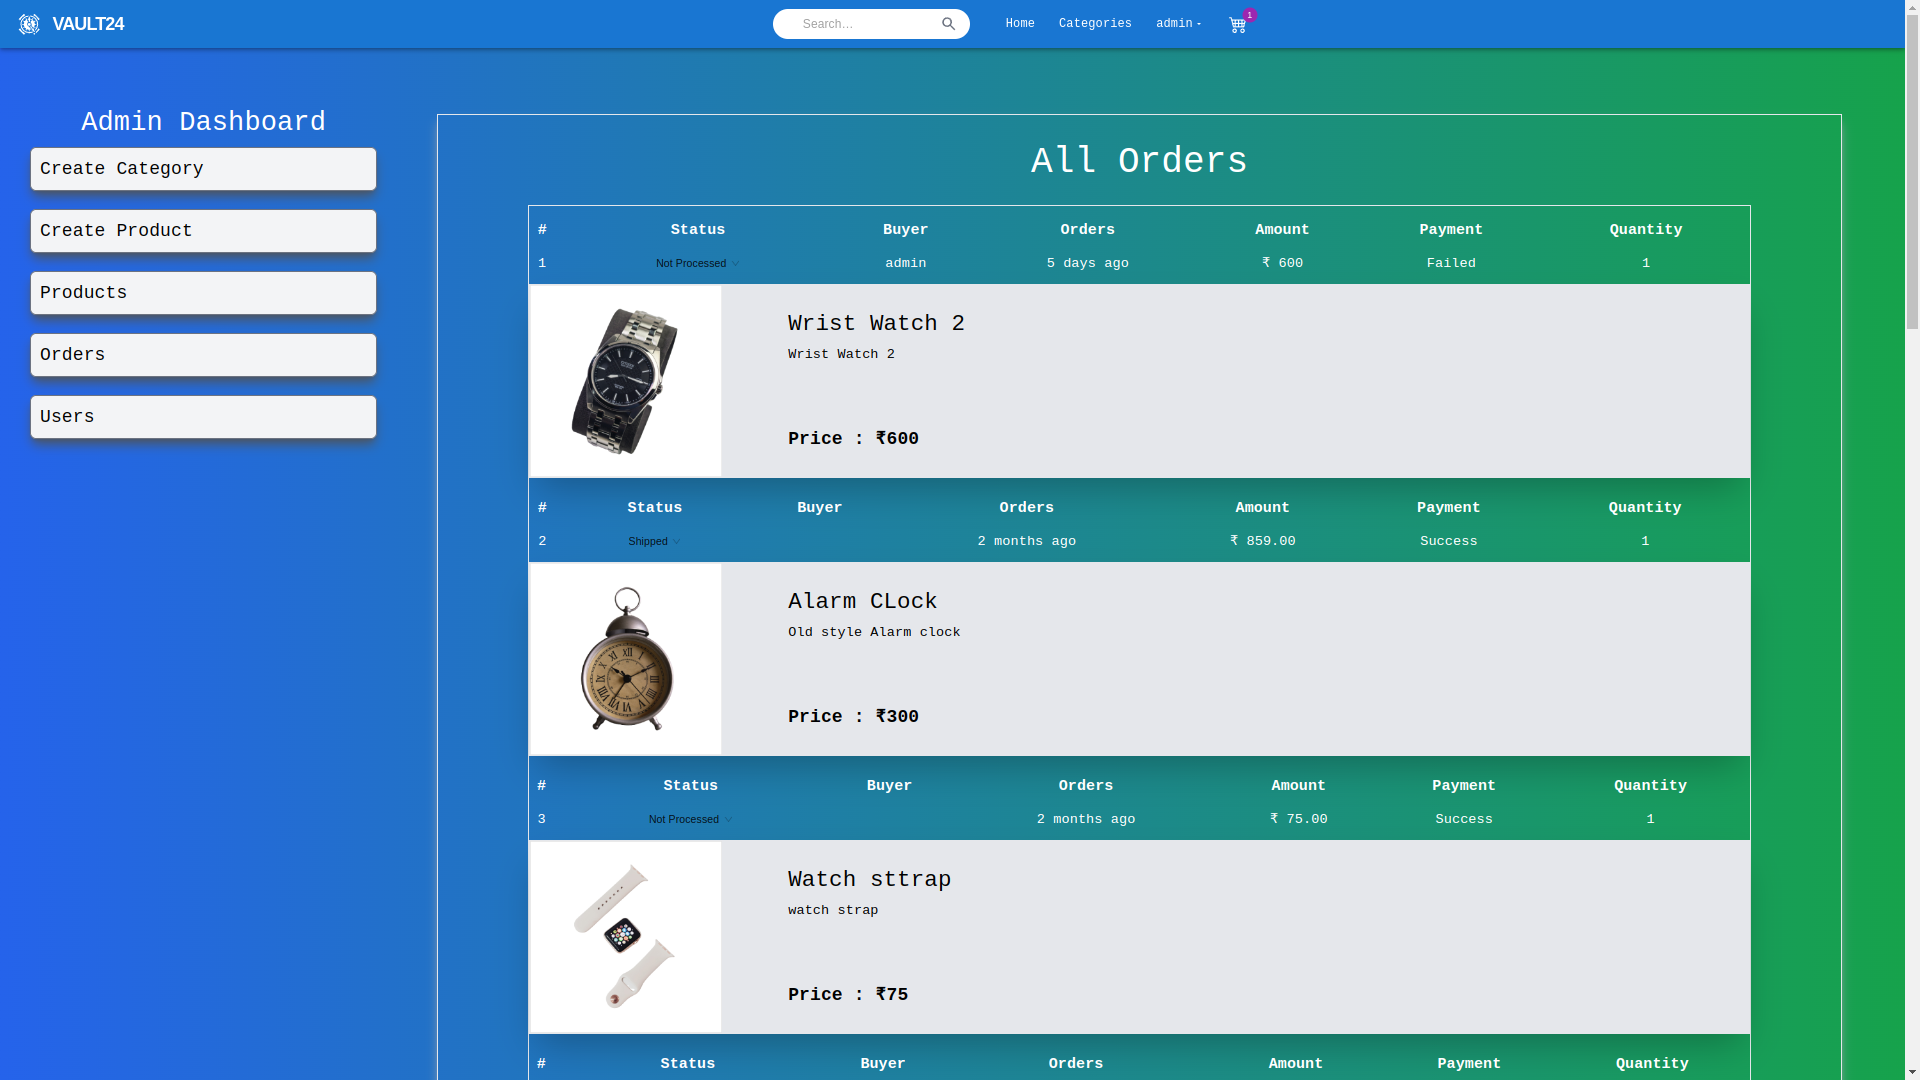 VAULT24
Search…
Home
Categories
admin
1
Admin Dashboard
Create Category
Create Product
Products
Orders
Users
All Orders
# Status Buyer Orders Amount Payment Quantity
1 Not Processed admin 5 days ago ₹ 600 Failed 1
Wrist Watch 2
Wrist Watch 2
Price : ₹600
# Status Buyer Orders Amount Payment Quantity
2 Shipped 2 months ago ₹ 859.00 Success 1
Alarm CLock
Old style Alarm clock
Price : ₹300
# Status Buyer Orders Amount Payment Quantity
3 Not Processed 2 months ago ₹ 75.00 Success 1
Watch sttrap
watch strap
Price : ₹75
# Status Buyer Orders Amount Payment Quantity